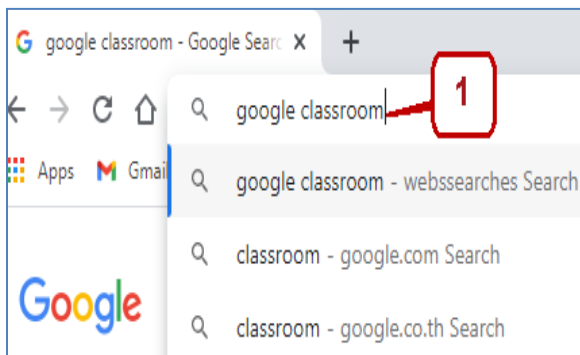 google classroom - Google Searc
google classroom
1
Apps Gmai
google classroom - webssearches Search
classroom - google.com Search
Google
classroom - google.co.th Search